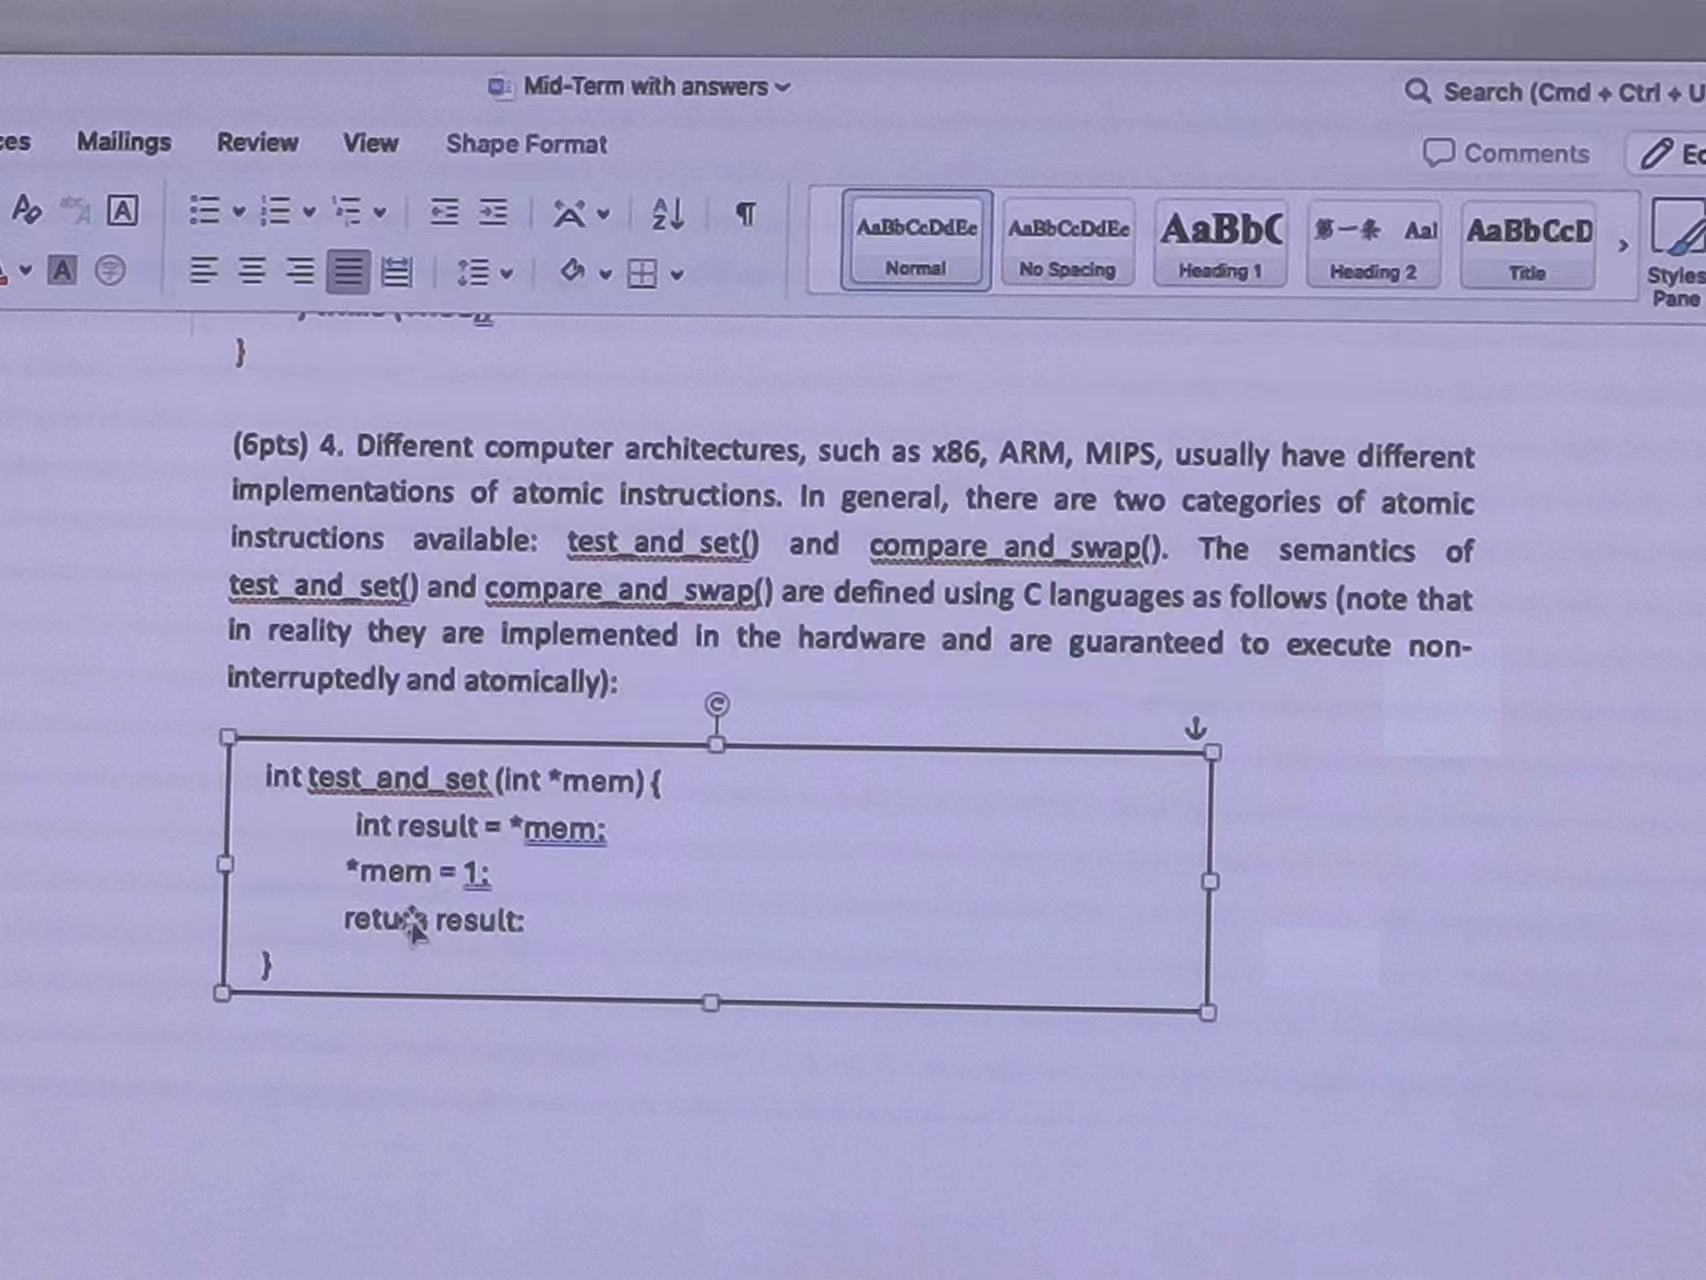 Mid-Term with answers
Search (Cmd + Ctrl + U
ces Mailings Review View Shape Format
Comments
AaBbCcDdEe AaBbCcDdEe AaBbC 第一条 Aal AaBbCcD
Normal No Spacing Heading 1 Heading 2 Title
Styles
Pane
}
(6pts) 4. Different computer architectures, such as x86, ARM, MIPS, usually have different
implementations of atomic instructions. In general, there are two categories of atomic
instructions available: test_and_set() and compare_and_swap(). The semantics of
test_and_set() and compare_and_swap() are defined using C languages as follows (note that
in reality they are implemented in the hardware and are guaranteed to execute non-
interruptedly and atomically):
int test_and_set (int *mem) {
int result = *mem;
*mem = 1;
return result;
}